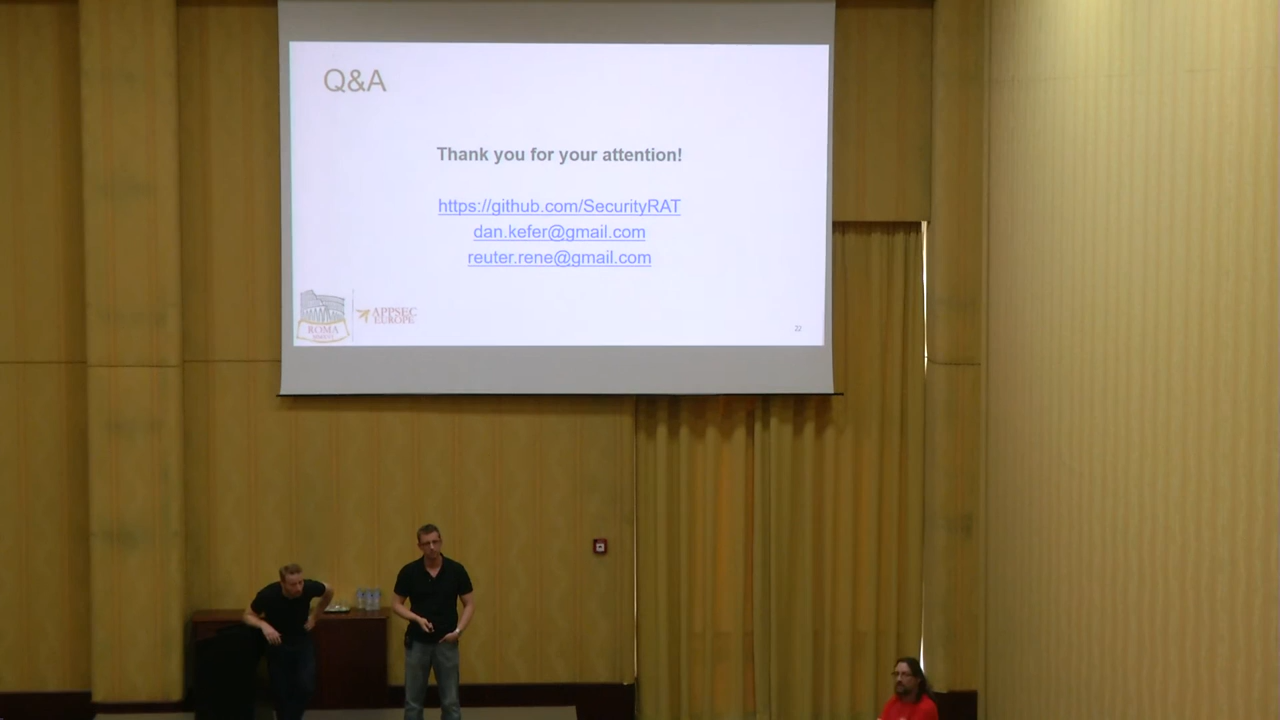 Q&A
Thank you for your attention!
https://github.com/SecurityRAT
dan.kefer@gmail.com
reuter.rene@gmail.com
ROMA
APPSEC
EUROPE
22